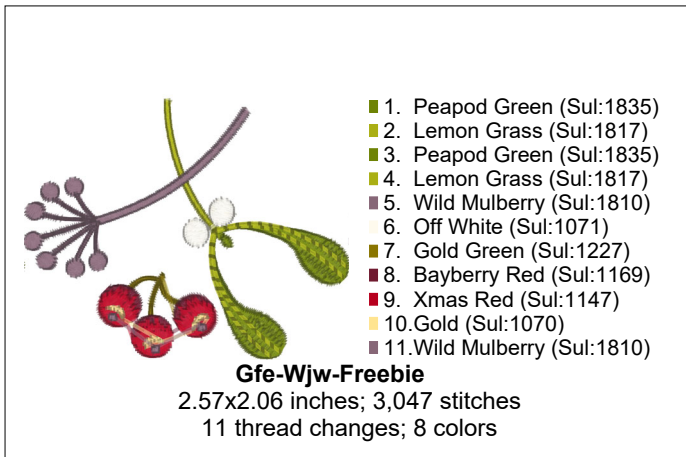 1. Peapod Green (Sul:1835)
2. Lemon Grass (Sul:1817)
3. Peapod Green (Sul:1835)
4. Lemon Grass (Sul:1817)
5. Wild Mulberry (Sul:1810)
6. Off White (Sul:1071)
7. Gold Green (Sul:1227)
8. Bayberry Red (Sul:1169)
9. Xmas Red (Sul:1147)
10.Gold (Sul:1070)
11.Wild Mulberry (Sul:1810)
Gfe-Wjw-Freebie
2.57x2.06 inches; 3,047 stitches
11 thread changes; 8 colors